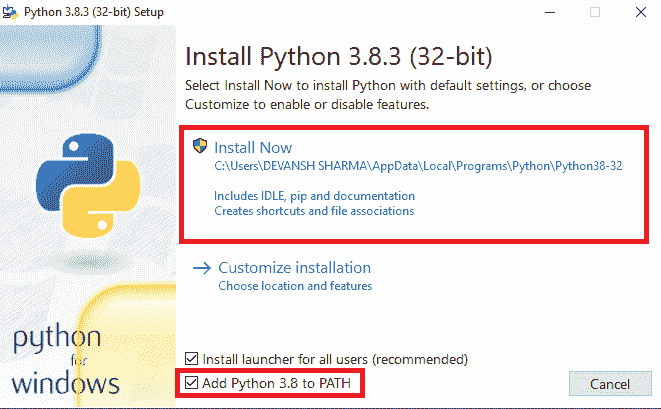 Python 3.8.3 (32-bit) Setup
Install Python 3.8.3 (32-bit)
Select Install Now to install Python with default settings, or choose
Customize to enable or disable features.
Install Now
C:\Users\DEVANSH SHARMA\AppData\Local\Programs\Python\Python38-32
Includes IDLE, pip and documentation
Creates shortcuts and file associations
Customize installation
Choose location and features
python
for
windows
Install launcher for all users (recommended)
Add Python 3.8 to PATH
Cancel